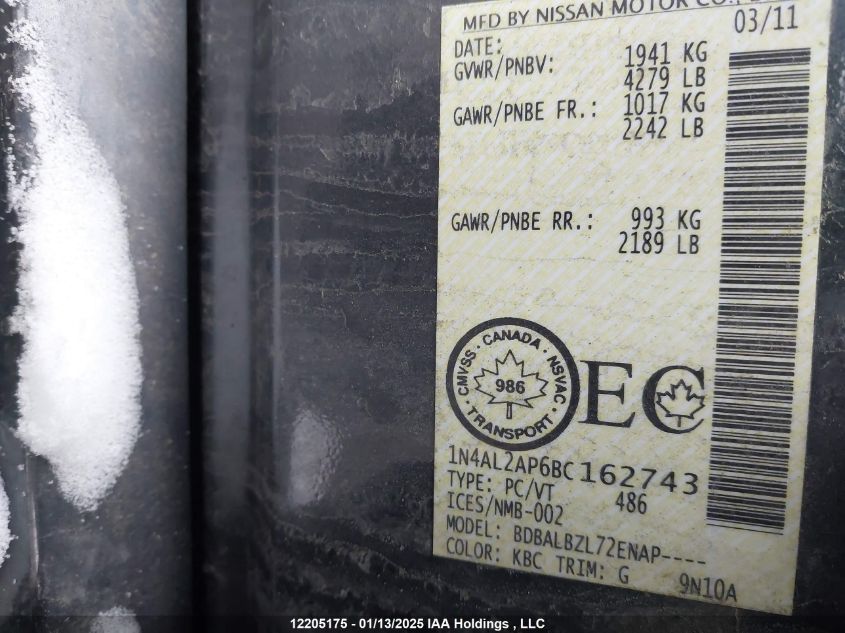 MFD BY NISSAN MOTOR CO.,
DATE: 03/11
GVWR/PNBV: 1941 KG
4279 LB
GAWR/PNBE FR.: 1017 KG
2242 LB
GAWR/PNBE RR.: 993 KG
2189 LB
CMVSS · CANADA · NSVAC
986
· TRANSPORT ·
EC
1N4AL2AP6BC162743
TYPE: PC/VT 486
ICES/NMB-002
MODEL: BDBALBZL72ENAP----
COLOR: KBC TRIM: G 9N10A
12205175 - 01/13/2025 IAA Holdings , LLC